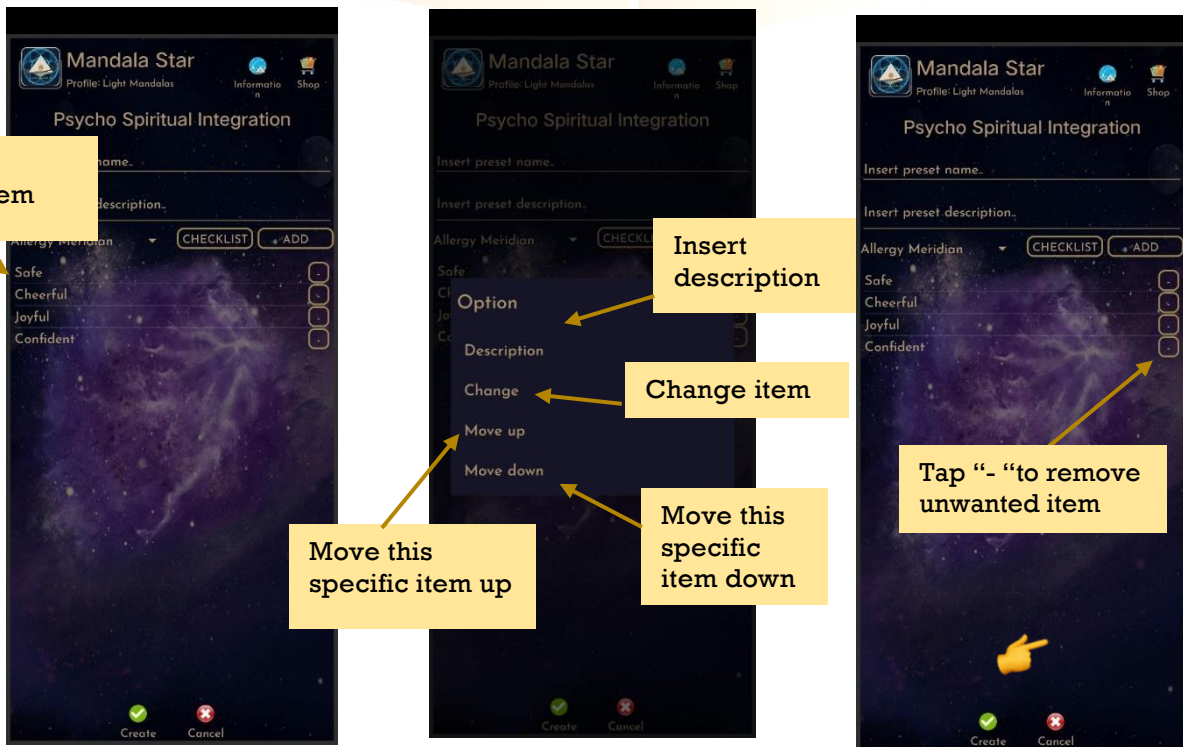 Mandala Star
Profile: Light Mandalas
Informatio
n
Shop
Psycho Spiritual Integration
name..
em
description..
Allergy Meridian
CHECKLIST
ADD
Safe
Cheerful
Joyful
Confident
Create
Cancel
Mandala Star
Profile: Light Mandalas
Informatio
n
Shop
Psycho Spiritual Integration
Insert preset name..
Insert preset description..
Allergy Meridian
Safe
Option
Description
Change
Move up
Move down
Create
Cancel
Insert
description
Change item
Move this
specific item up
Move this
specific
item down
Mandala Star
Profile: Light Mandalas
Informatio
n
Shop
Psycho Spiritual Integration
Insert preset name..
Insert preset description..
Allergy Meridian
CHECKLIST
ADD
Safe
Cheerful
Joyful
Confident
Tap “- “to remove
unwanted item
Create
Cancel